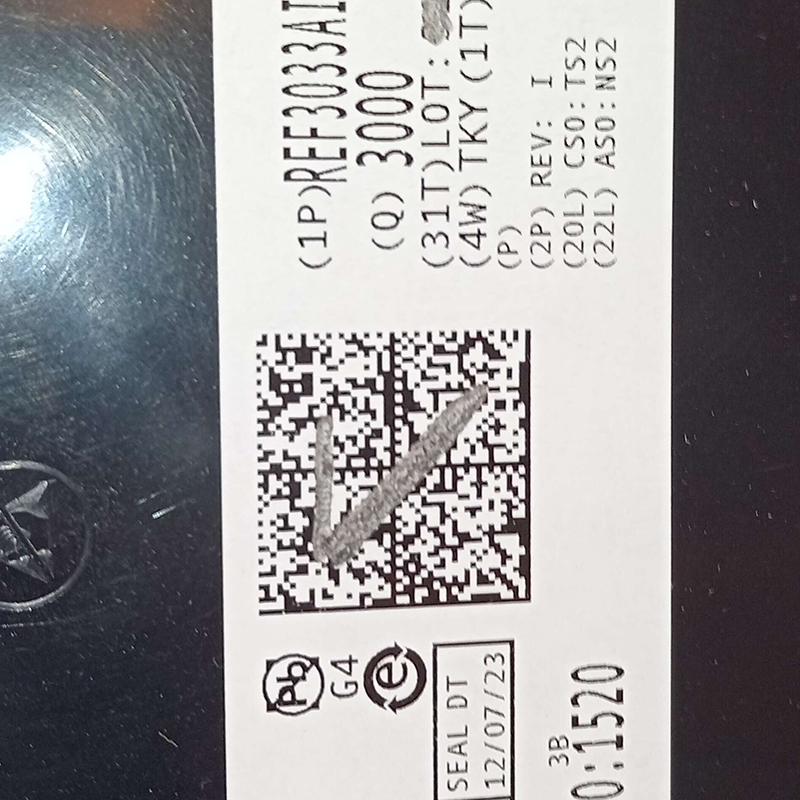 (1P)REF3033AI
(Q) 3000
(31T)LOT:
(4W) TKY (1T)
(P)
(2P) REV: I
(20L) CSO:TS2
(22L) ASO:NS2
Pb
G4
e
SEAL DT
12/07/23
3B
0:1520